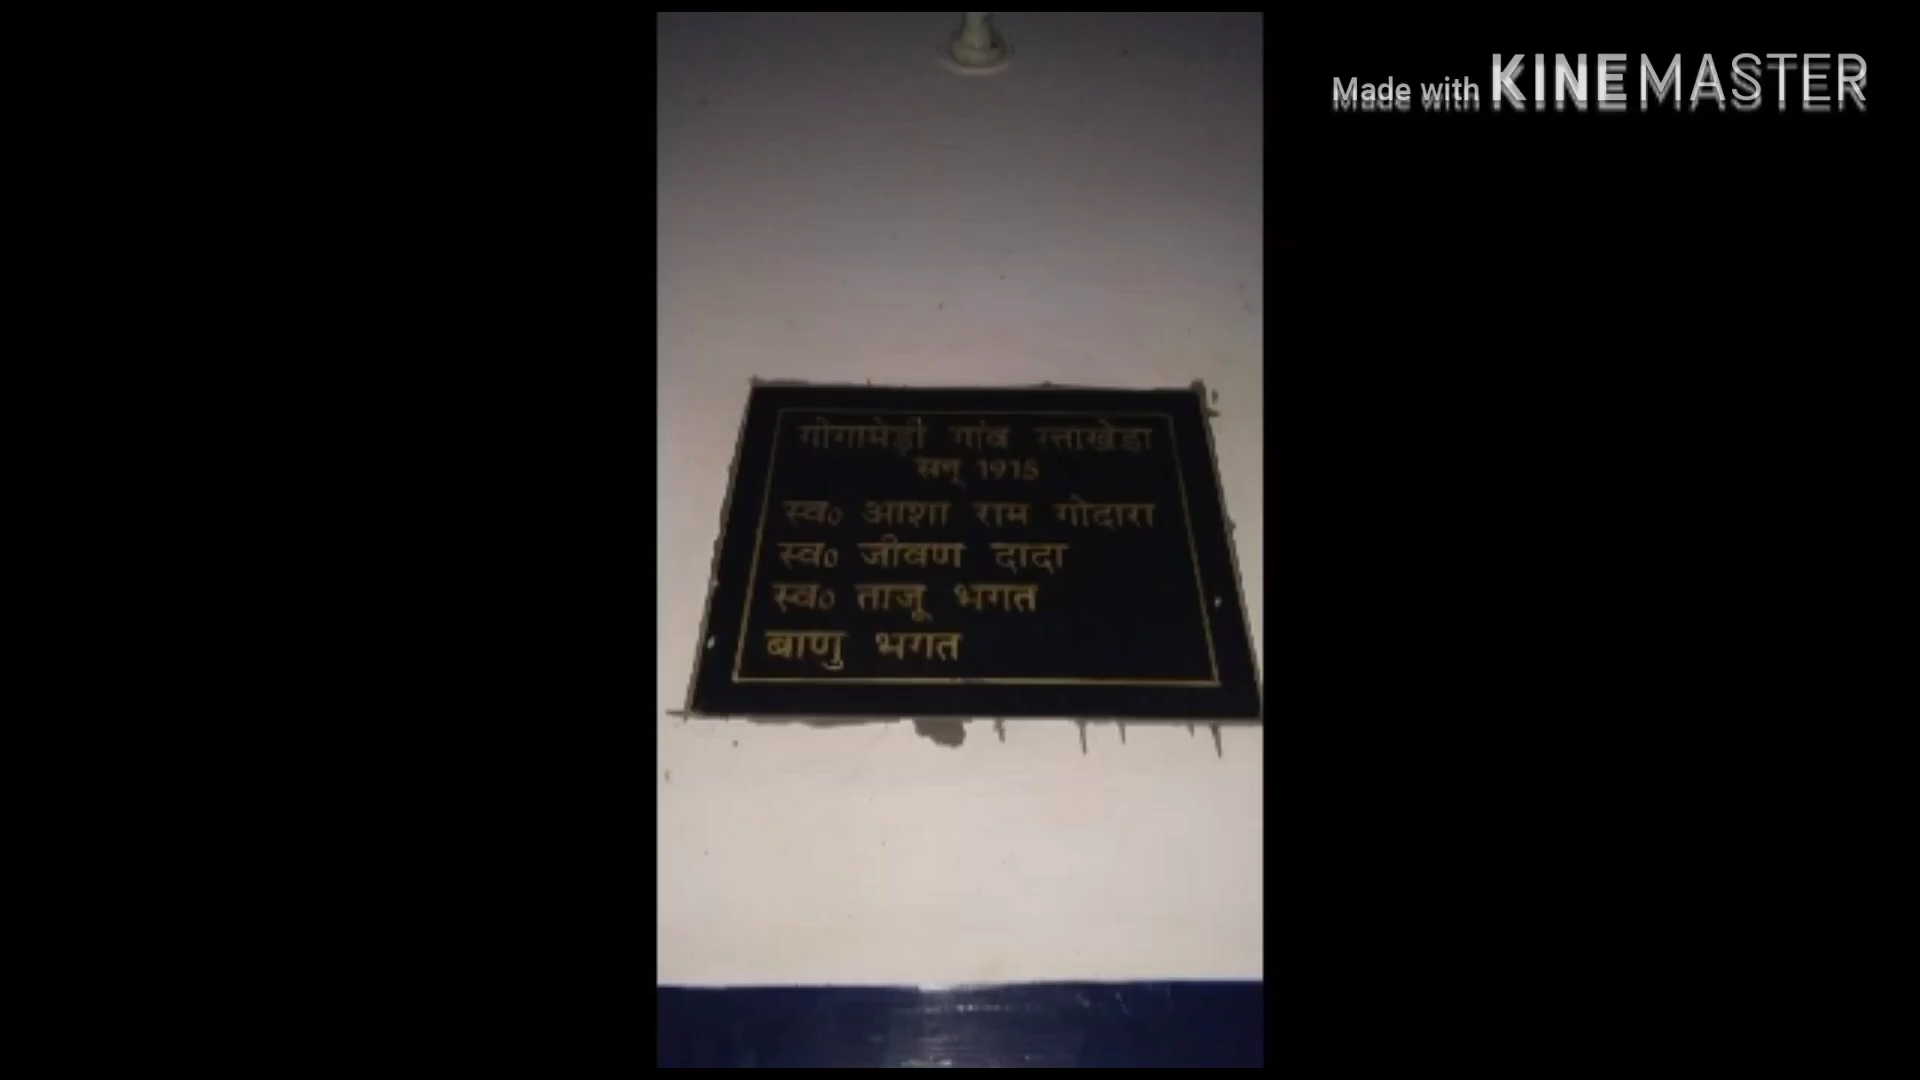 Made with KINEMASTER
गोगामेड़ी गांव रत्ताखेडा
सन् 1915
स्व० आशा राम गोदारा
स्व० जीवण दादा
स्व० ताजू भगत
बाणु भगत